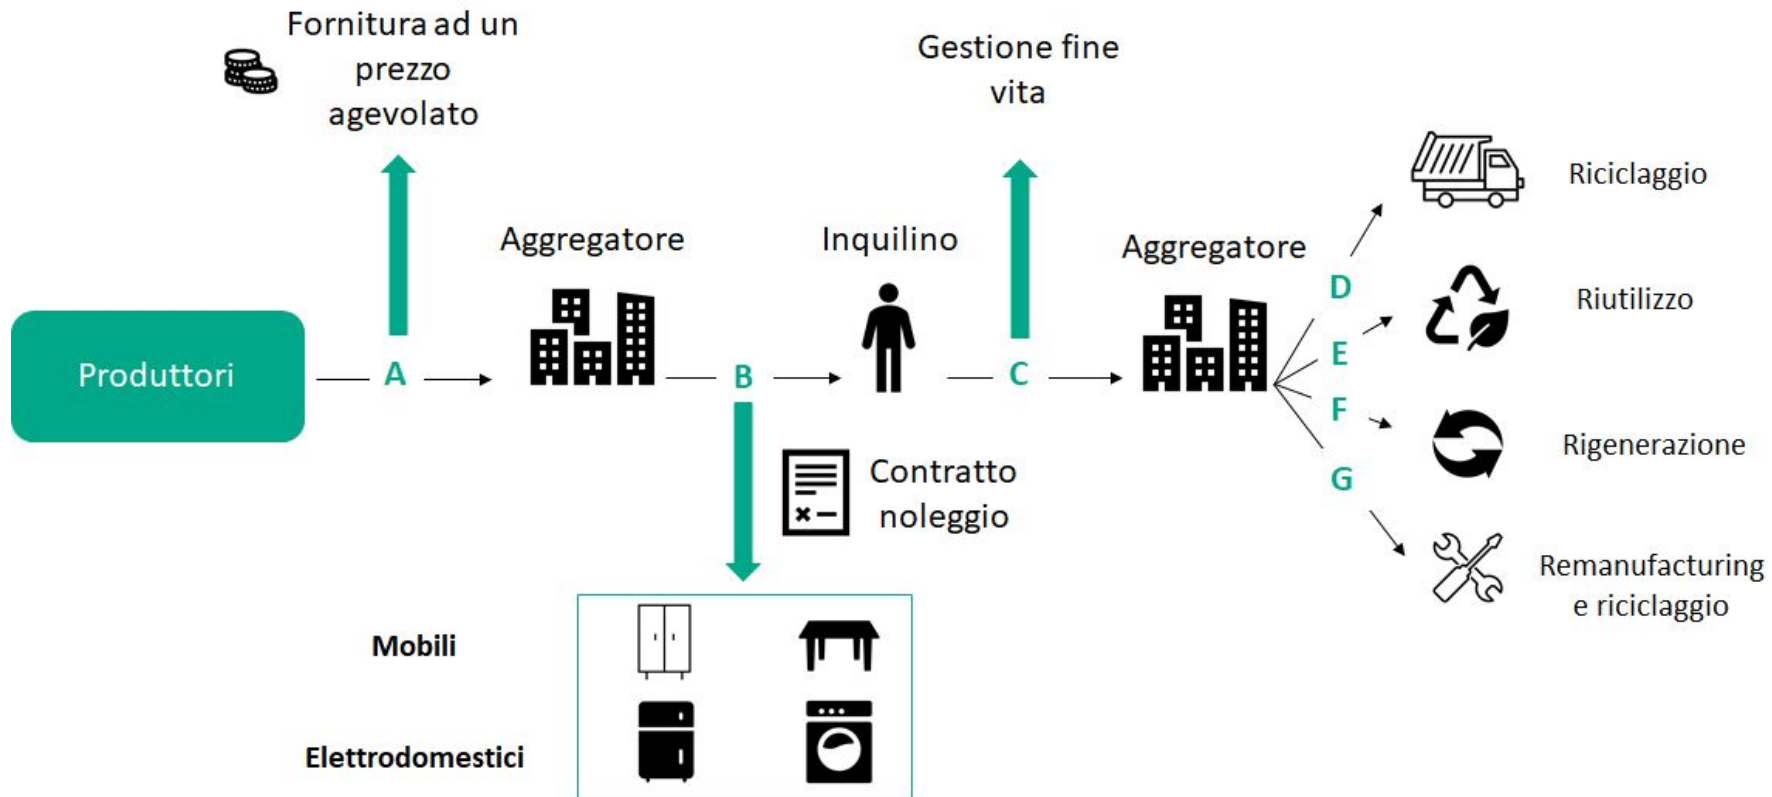 Fornitura ad un
prezzo
agevolato
Gestione fine
vita
Riciclaggio
Aggregatore
Inquilino
Aggregatore
D
Riutilizzo
E
Produttori
A
B
C
F
Rigenerazione
G
Contratto
noleggio
Remanufacturing
e riciclaggio
Mobili
Elettrodomestici